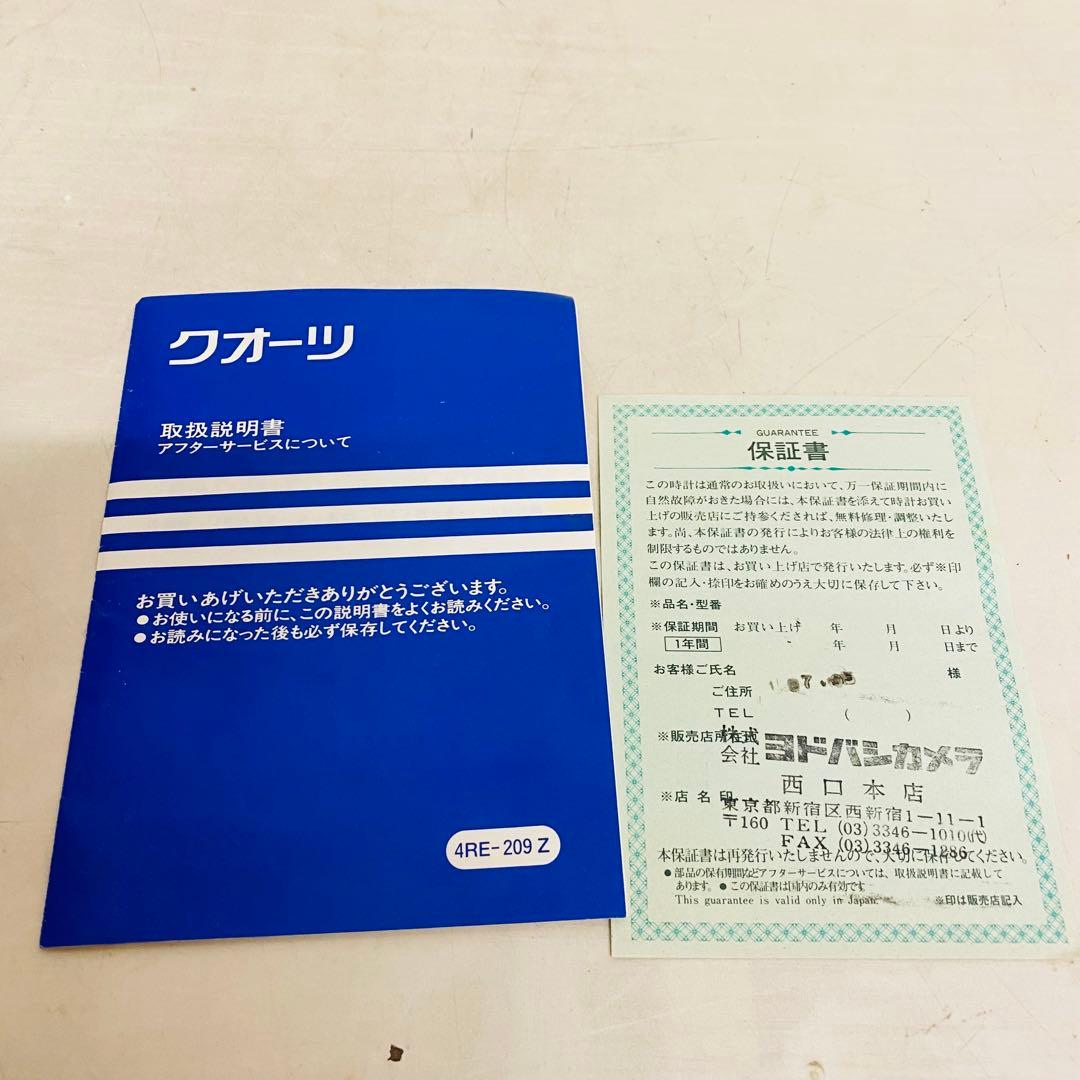 クオーツ
取扱説明書
アフターサービスについて
お買いあげいただきありがとうございます。
●お使いになる前に、この説明書をよくお読みください。
●お読みになった後も必ず保存してください。
4RE-209 Z
GUARANTEE
保証書
この時計は通常のお取扱いにおいて、万一保証期間内に
自然故障がおきた場合には、本保証書を添えて時計お買い
上げの販売店にご持参くだされば、無料修理・調整いたし
ます。尚、本保証書の発行によりお客様の法律上の権利を
制限するものではありません。
この保証書は、お買い上げ店で発行いたします。必ず※印
欄の記入・捺印をお確めのうえ大切に保存して下さい。
※品名・型番
※保証期間 お買い上げ 年 月 日より
1年間 年 月 日まで
お客様ご氏名 様
ご住所
TEL ( )
※販売店所在地
株式会社 ヨドバシカメラ
西口本店
※店名印
東京都新宿区西新宿1-11-1
〒160 TEL (03)3346-1010(代)
FAX (03)3346-1286
本保証書は再発行いたしませんので、大切に保存してください。
●部品の保有期間などアフターサービスについては、取扱説明書に記載して
あります。●この保証書は国内のみ有効です
This guarantee is valid only in Japan. ※印は販売店記入